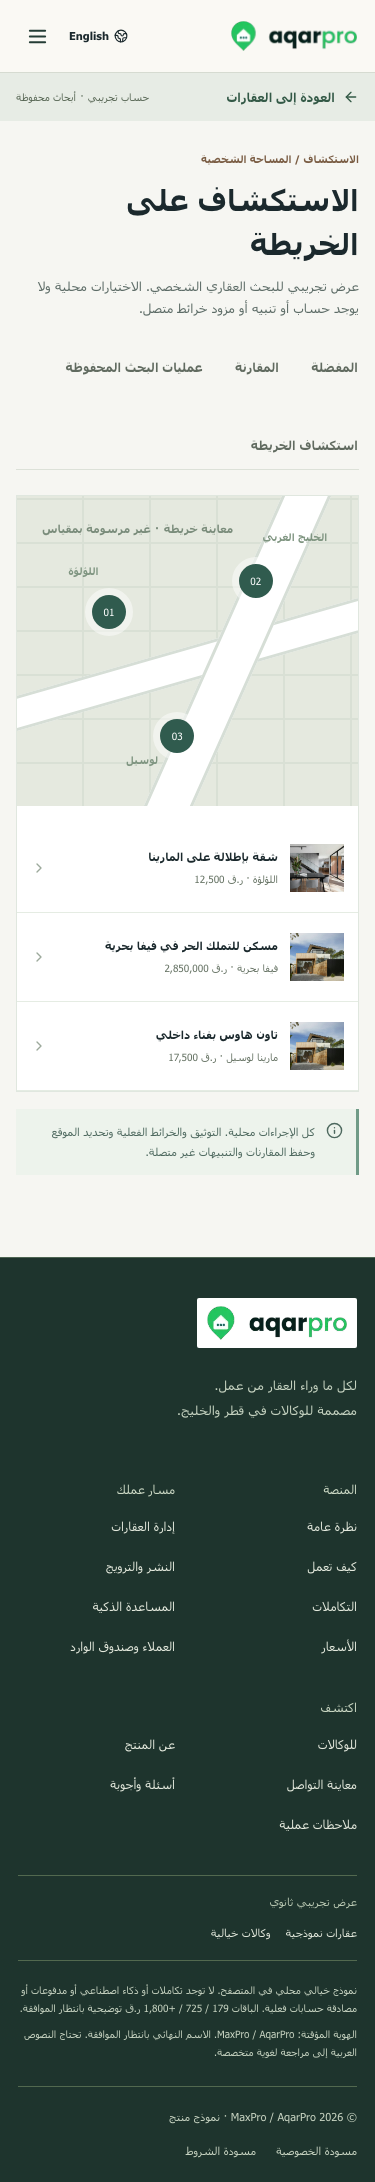 aqarpro
English
العودة إلى العقارات
حساب تجريبي · أبحاث محفوظة
الاستكشاف / المساحة الشخصية
الاستكشاف على
الخريطة
عرض تجريبي للبحث العقاري الشخصي. الاختيارات محلية ولا
يوجد حساب أو تنبيه أو مزود خرائط متصل.
المفضلة
المقارنة
عمليات البحث المحفوظة
استكشاف الخريطة
معاينة خريطة · غير مرسومة بمقياس
الخليج الغربي
اللؤلؤة
02
01
03
لوسيل
شقة بإطلالة على المارينا
اللؤلؤة · ر.ق 12,500
مسكن للتملك الحر في فيفا بحرية
فيفا بحرية · ر.ق 2,850,000
تاون هاوس بفناء داخلي
مارينا لوسيل · ر.ق 17,500
كل الإجراءات محلية. التوثيق والخرائط الفعلية وتحديد الموقع
وحفظ المقارنات والتنبيهات غير متصلة.
aqarpro
لكل ما وراء العقار من عمل.
مصممة للوكالات في قطر والخليج.
المنصة
نظرة عامة
كيف تعمل
التكاملات
الأسعار
مسار عملك
إدارة العقارات
النشر والترويج
المساعدة الذكية
العملاء وصندوق الوارد
اكتشف
للوكالات
عن المنتج
معاينة التواصل
أسئلة وأجوبة
ملاحظات عملية
عرض تجريبي ثانوي
عقارات نموذجية
وكالات خيالية
نموذج خيالي محلي في المتصفح. لا توجد تكاملات أو ذكاء اصطناعي أو مدفوعات أو
مصادقة حسابات فعلية. الباقات 179 / 725 / +1,800 ر.ق توضيحية بانتظار الموافقة.
الهوية المؤقتة: MaxPro / AqarPro. الاسم النهائي بانتظار الموافقة. تحتاج النصوص
العربية إلى مراجعة لغوية متخصصة.
© 2026 MaxPro / AqarPro · نموذج منتج
مسودة الخصوصية
مسودة الشروط